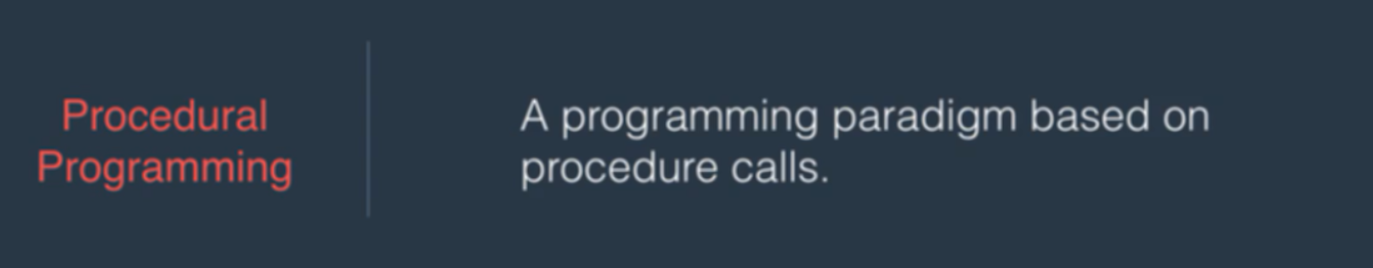 Procedural
Programming
A programming paradigm based on
procedure calls.